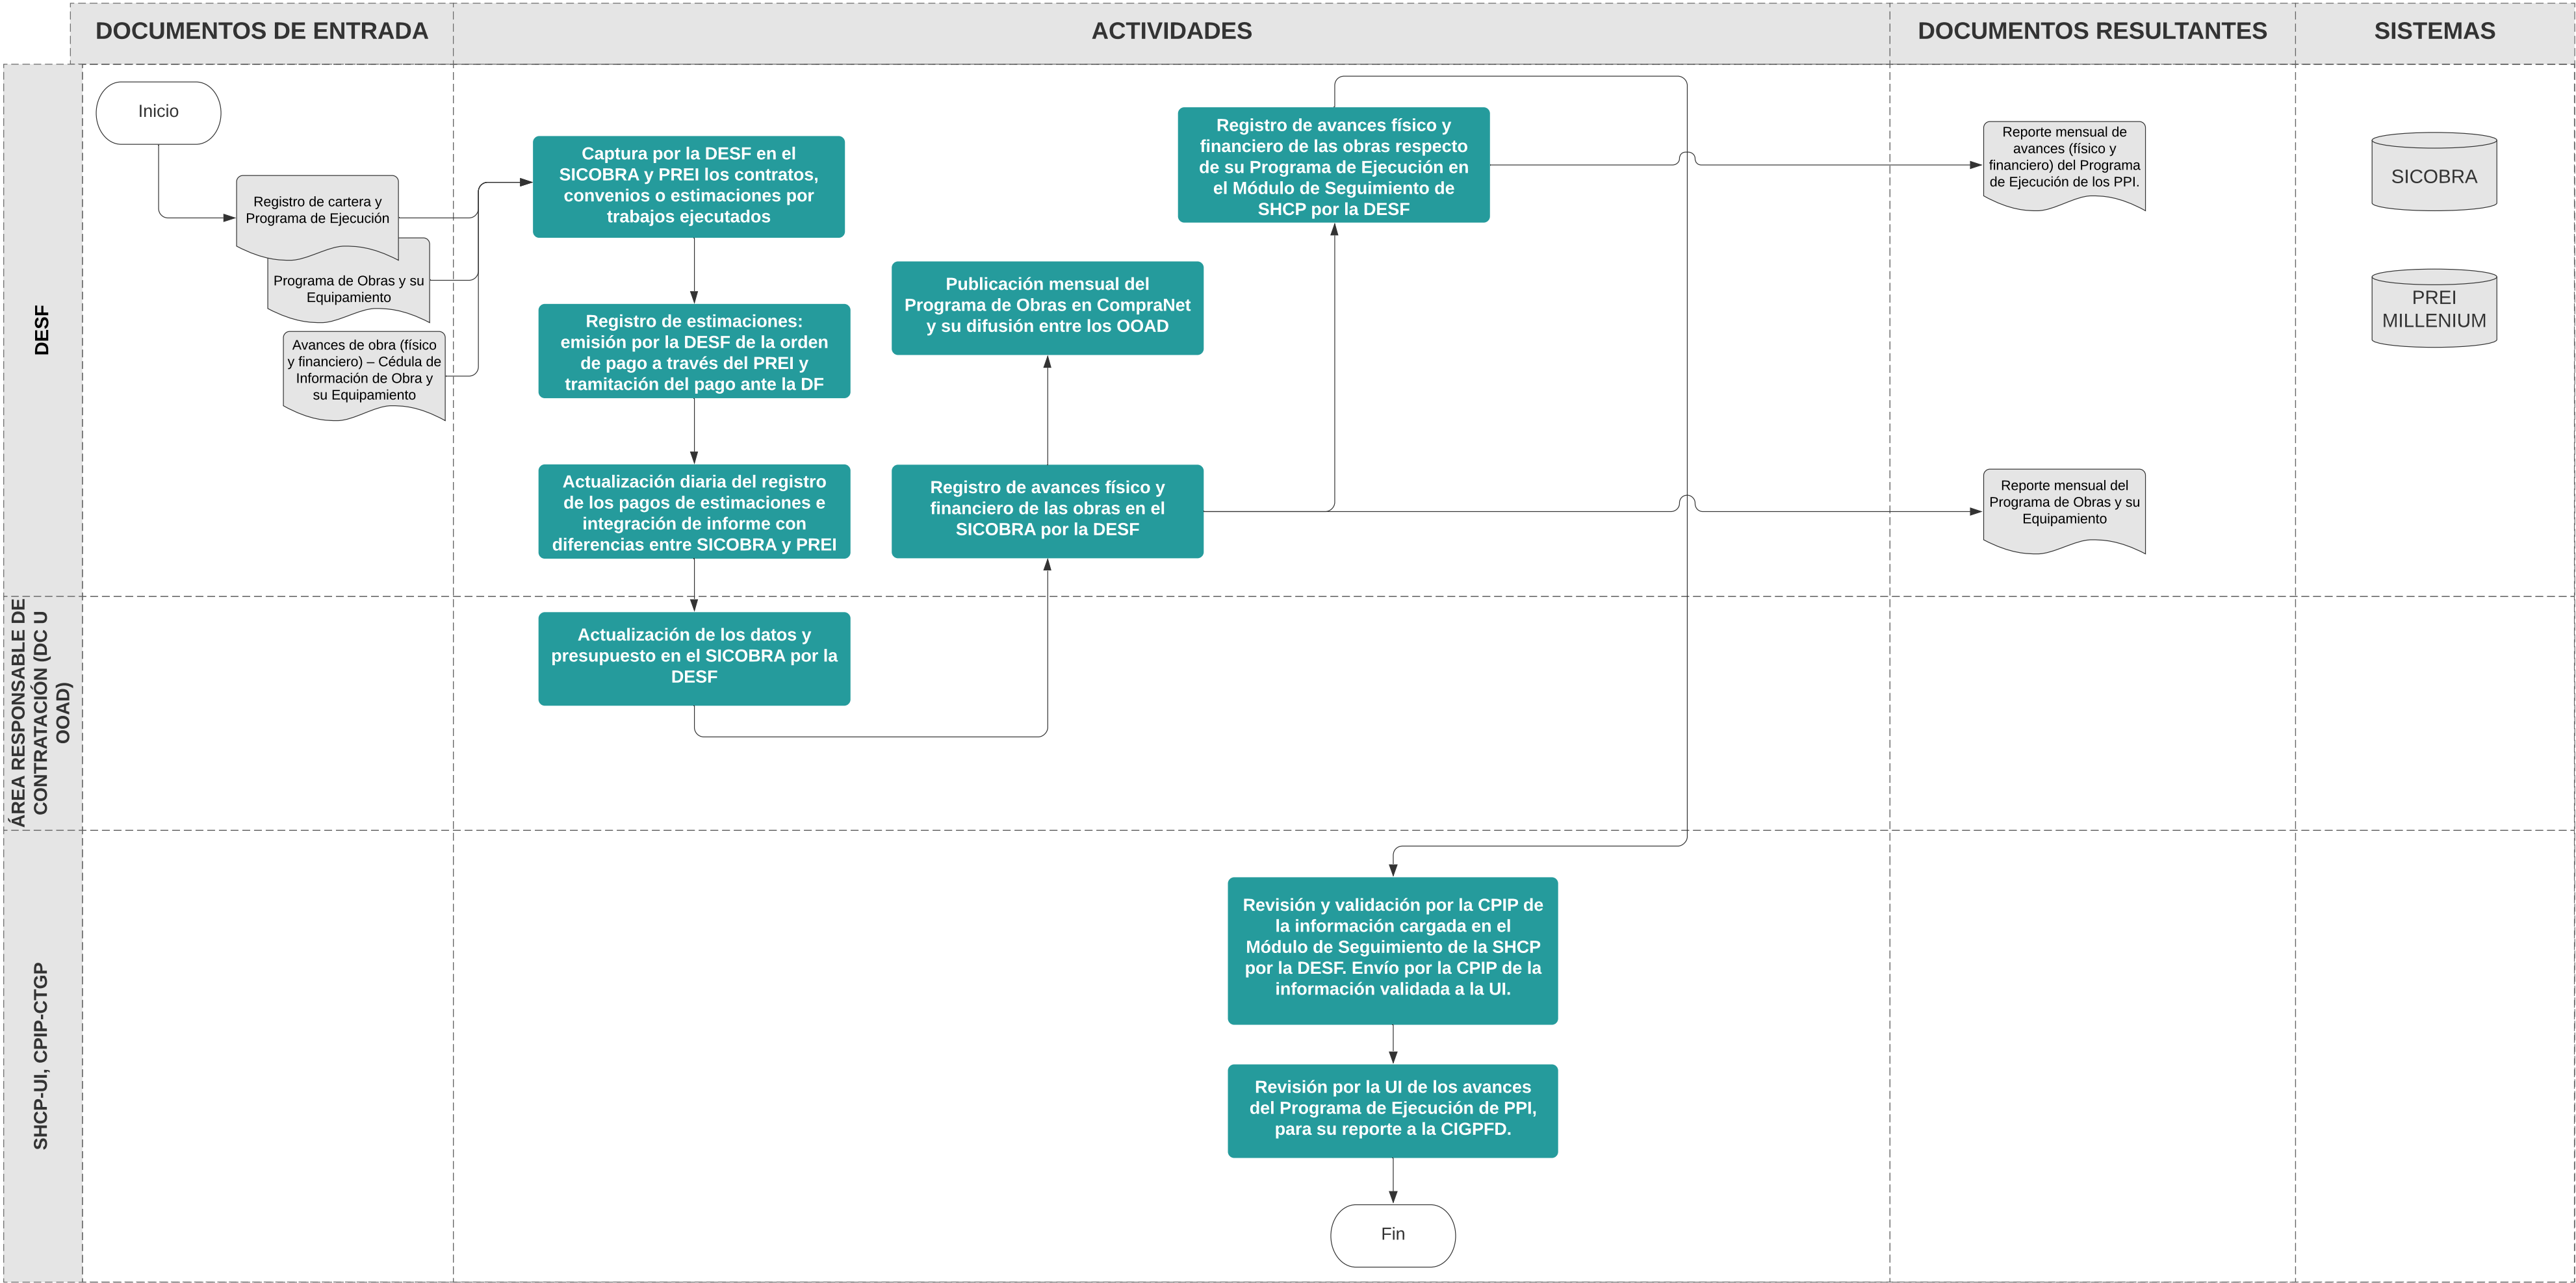 DOCUMENTOS DE ENTRADA
ACTIVIDADES
DOCUMENTOS RESULTANTES
SISTEMAS
DESF
Inicio
Registro de cartera y
Programa de Ejecución
Programa de Obras y su
Equipamiento
Avances de obra (físico
y financiero) – Cédula de
Información de Obra y
su Equipamiento
Captura por la DESF en el
SICOBRA y PREI los contratos,
convenios o estimaciones por
trabajos ejecutados
Registro de estimaciones:
emisión por la DESF de la orden
de pago a través del PREI y
tramitación del pago ante la DF
Actualización diaria del registro
de los pagos de estimaciones e
integración de informe con
diferencias entre SICOBRA y PREI
Publicación mensual del
Programa de Obras en CompraNet
y su difusión entre los OOAD
Registro de avances físico y
financiero de las obras en el
SICOBRA por la DESF
Registro de avances físico y
financiero de las obras respecto
de su Programa de Ejecución en
el Módulo de Seguimiento de
SHCP por la DESF
Reporte mensual de
avances (físico y
financiero) del Programa
de Ejecución de los PPI.
Reporte mensual del
Programa de Obras y su
Equipamiento
SICOBRA
PREI
MILLENIUM
ÁREA RESPONSABLE DE
CONTRATACIÓN (DC U
OOAD)
Actualización de los datos y
presupuesto en el SICOBRA por la
DESF
SHCP-UI, CPIP-CTGP
Revisión y validación por la CPIP de
la información cargada en el
Módulo de Seguimiento de la SHCP
por la DESF. Envío por la CPIP de la
información validada a la UI.
Revisión por la UI de los avances
del Programa de Ejecución de PPI,
para su reporte a la CIGPFD.
Fin